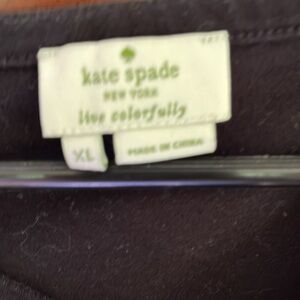 kate spade
NEW YORK
live colorfully
XL
MADE IN CHINA